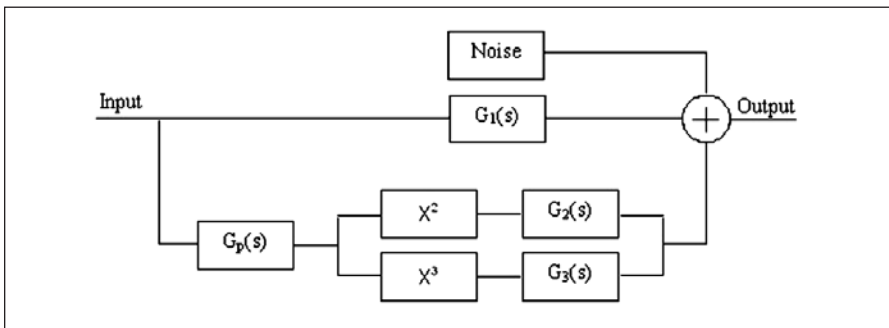 Noise
Input
G₁(s)
Output
X²
G₂(s)
Gₚ(s)
X³
G₃(s)